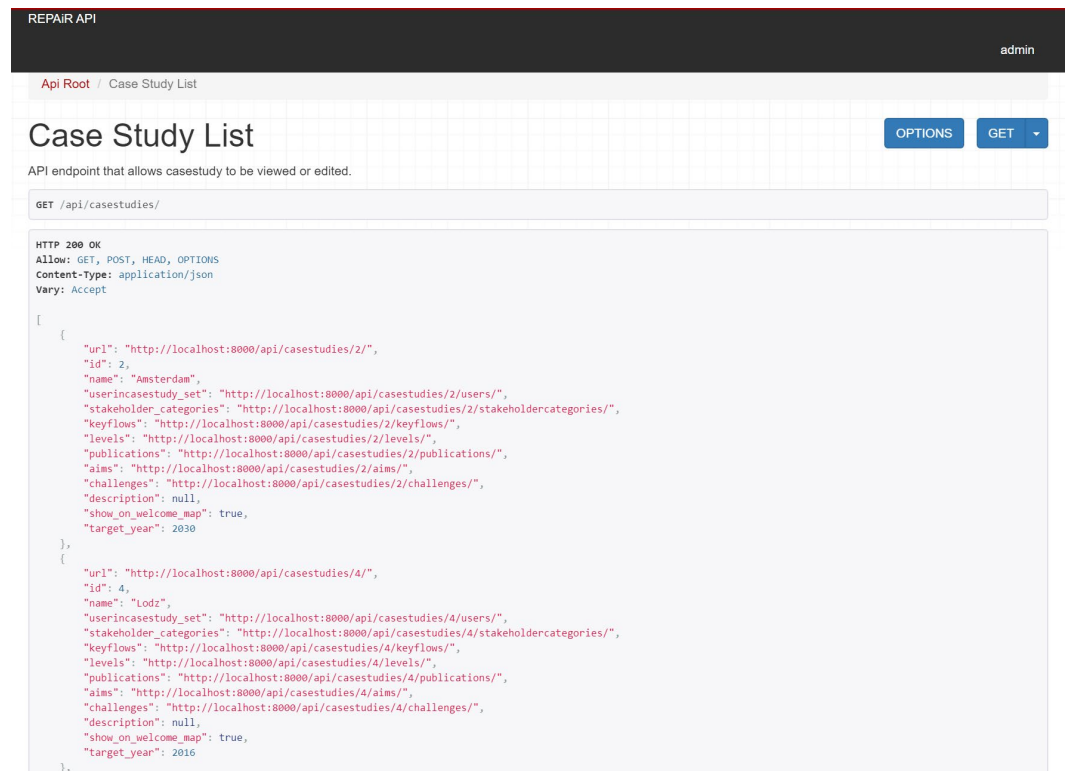 REPAiR API
admin
Api Root / Case Study List
Case Study List
OPTIONS GET
API endpoint that allows casestudy to be viewed or edited.
GET /api/casestudies/
HTTP 200 OK
Allow: GET, POST, HEAD, OPTIONS
Content-Type: application/json
Vary: Accept
[
    {
        "url": "http://localhost:8000/api/casestudies/2/",
        "id": 2,
        "name": "Amsterdam",
        "userincasestudy_set": "http://localhost:8000/api/casestudies/2/users/",
        "stakeholder_categories": "http://localhost:8000/api/casestudies/2/stakeholdercategories/",
        "keyflows": "http://localhost:8000/api/casestudies/2/keyflows/",
        "levels": "http://localhost:8000/api/casestudies/2/levels/",
        "publications": "http://localhost:8000/api/casestudies/2/publications/",
        "aims": "http://localhost:8000/api/casestudies/2/aims/",
        "challenges": "http://localhost:8000/api/casestudies/2/challenges/",
        "description": null,
        "show_on_welcome_map": true,
        "target_year": 2030
    },
    {
        "url": "http://localhost:8000/api/casestudies/4/",
        "id": 4,
        "name": "Lodz",
        "userincasestudy_set": "http://localhost:8000/api/casestudies/4/users/",
        "stakeholder_categories": "http://localhost:8000/api/casestudies/4/stakeholdercategories/",
        "keyflows": "http://localhost:8000/api/casestudies/4/keyflows/",
        "levels": "http://localhost:8000/api/casestudies/4/levels/",
        "publications": "http://localhost:8000/api/casestudies/4/publications/",
        "aims": "http://localhost:8000/api/casestudies/4/aims/",
        "challenges": "http://localhost:8000/api/casestudies/4/challenges/",
        "description": null,
        "show_on_welcome_map": true,
        "target_year": 2016
    },